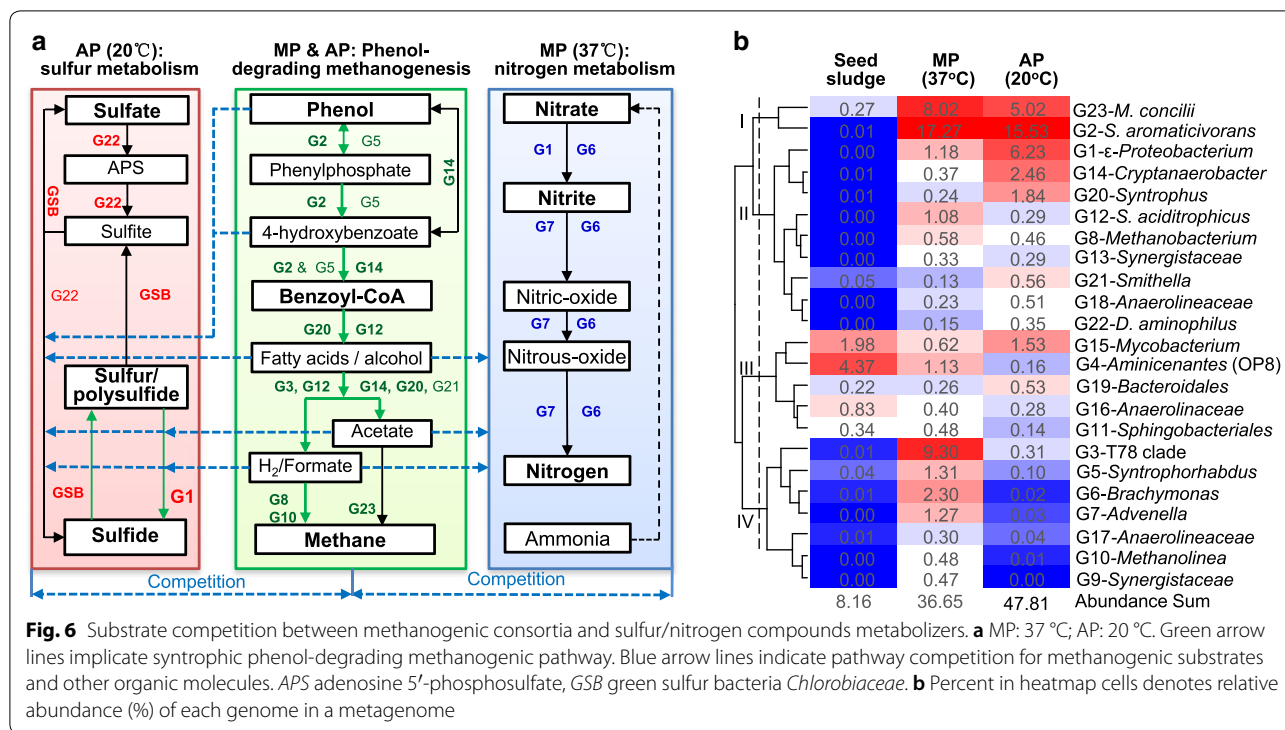 a
AP (20℃):
sulfur metabolism
MP & AP: Phenol-
degrading methanogenesis
MP (37℃):
nitrogen metabolism
Sulfate
G22
APS
G22
GSB
Sulfite
G22
GSB
Sulfur/
polysulfide
GSB
G1
Sulfide
Phenol
G2 G5
G14
Phenylphosphate
G2 G5
4-hydroxybenzoate
G2 & G5 G14
Benzoyl-CoA
G20 G12
Fatty acids / alcohol
G3, G12 G14, G20, G21
Acetate
H2/Formate
G8
G10
G23
Methane
Nitrate
G1 G6
Nitrite
G7 G6
Nitric-oxide
G7 G6
Nitrous-oxide
G7 G6
Nitrogen
Ammonia
Competition Competition
b
Seed
sludge
MP
(37°C)
AP
(20°C)
I
II
III
IV
0.27 8.02 5.02 G23-M. concilii
0.01 17.27 15.53 G2-S. aromaticivorans
0.00 1.18 6.23 G1-ε-Proteobacterium
0.01 0.37 2.46 G14-Cryptanaerobacter
0.01 0.24 1.84 G20-Syntrophus
0.00 1.08 0.29 G12-S. aciditrophicus
0.00 0.58 0.46 G8-Methanobacterium
0.00 0.33 0.29 G13-Synergistaceae
0.05 0.13 0.56 G21-Smithella
0.00 0.23 0.51 G18-Anaerolineaceae
0.00 0.15 0.35 G22-D. aminophilus
1.98 0.62 1.53 G15-Mycobacterium
4.37 1.13 0.16 G4-Aminicenantes (OP8)
0.22 0.26 0.53 G19-Bacteroidales
0.83 0.40 0.28 G16-Anaerolinaceae
0.34 0.48 0.14 G11-Sphingobacteriales
0.01 9.30 0.31 G3-T78 clade
0.04 1.31 0.10 G5-Syntrophorhabdus
0.01 2.30 0.02 G6-Brachymonas
0.00 1.27 0.03 G7-Advenella
0.01 0.30 0.04 G17-Anaerolineaceae
0.00 0.48 0.01 G10-Methanolinea
0.00 0.47 0.00 G9-Synergistaceae
8.16 36.65 47.81 Abundance Sum
Fig. 6 Substrate competition between methanogenic consortia and sulfur/nitrogen compounds metabolizers. a MP: 37 °C; AP: 20 °C. Green arrow
lines implicate syntrophic phenol-degrading methanogenic pathway. Blue arrow lines indicate pathway competition for methanogenic substrates
and other organic molecules. APS adenosine 5′-phosphosulfate, GSB green sulfur bacteria Chlorobiaceae. b Percent in heatmap cells denotes relative
abundance (%) of each genome in a metagenome